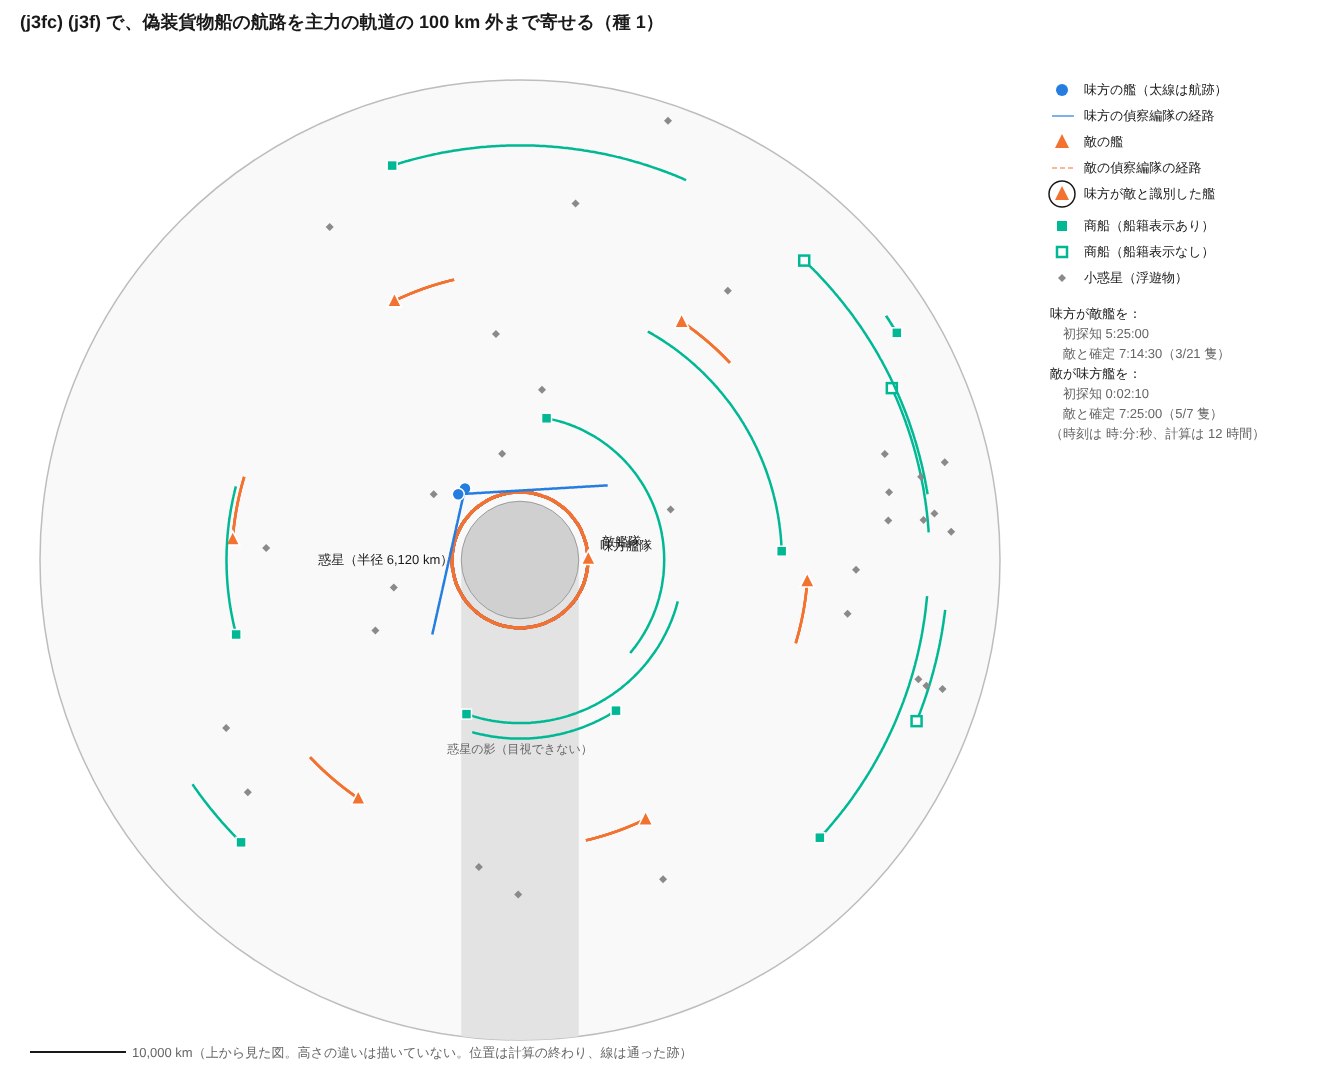 (j3fc) (j3f) で、偽装貨物船の航路を主力の軌道の 100 km 外まで寄せる（種 1）
味方の艦（太線は航跡）
味方の偵察編隊の経路
敵の艦
敵の偵察編隊の経路
味方が敵と識別した艦
商船（船籍表示あり）
商船（船籍表示なし）
小惑星（浮遊物）
味方が敵艦を：
初探知 5:25:00
敵と確定 7:14:30（3/21 隻）
敵が味方艦を：
初探知 0:02:10
敵と確定 7:25:00（5/7 隻）
（時刻は 時:分:秒、計算は 12 時間）
敵艦隊
味方艦隊
惑星（半径 6,120 km）
惑星の影（目視できない）
10,000 km（上から見た図。高さの違いは描いていない。位置は計算の終わり、線は通った跡）